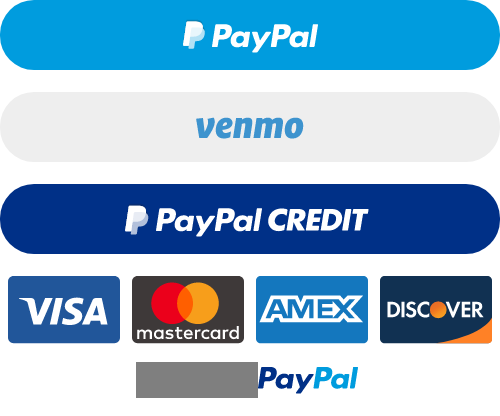 PayPal
venmo
PayPal CREDIT
VISA mastercard AMEX DISCOVER
PayPal